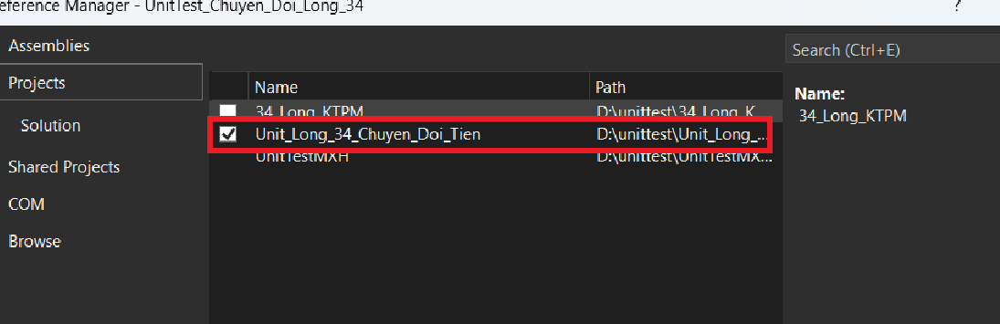 eference Manager - UnitTest_Chuyen_Doi_Long_34 ?
Assemblies
Projects
Solution
Shared Projects
COM
Browse
Name Path
34_Long_KTPM D:\unittest\34_Long_K...
Unit_Long_34_Chuyen_Doi_Tien D:\unittest\Unit_Long_...
UnitTestMXH D:\unittest\UnitTestMX...
Search (Ctrl+E)
Name:
34_Long_KTPM